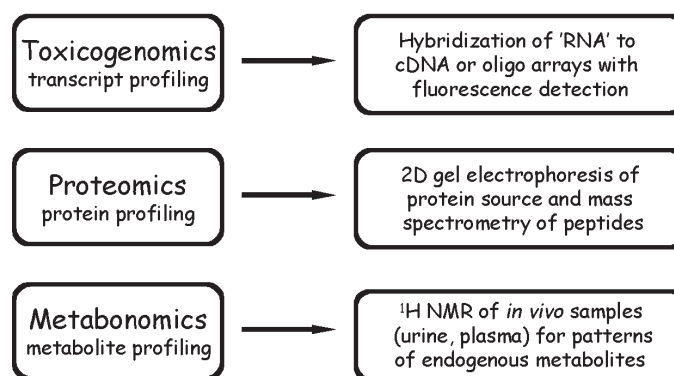 Toxicogenomics
transcript profiling
Hybridization of 'RNA' to
cDNA or oligo arrays with
fluorescence detection
Proteomics
protein profiling
2D gel electrophoresis of
protein source and mass
spectrometry of peptides
Metabonomics
metabolite profiling
¹H NMR of in vivo samples
(urine, plasma) for patterns
of endogenous metabolites